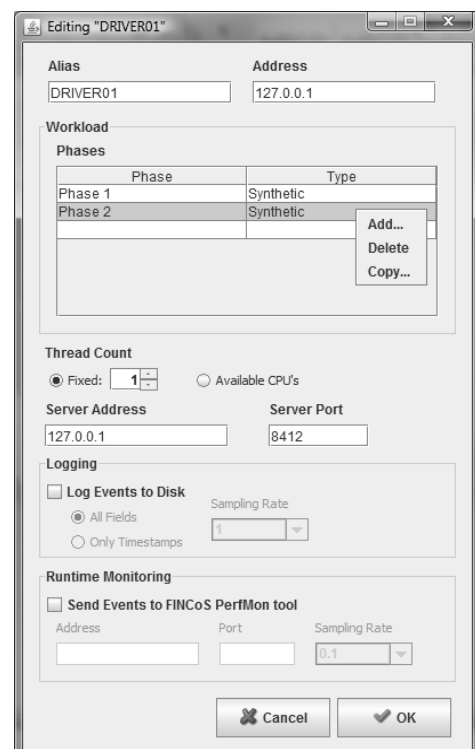 Editing "DRIVER01"
Alias Address
DRIVER01 127.0.0.1
Workload
Phases
Phase Type
Phase 1 Synthetic
Phase 2 Synthetic
Add...
Delete
Copy...
Thread Count
Fixed: 1 Available CPU's
Server Address Server Port
127.0.0.1 8412
Logging
Log Events to Disk
Sampling Rate
All Fields 1
Only Timestamps
Runtime Monitoring
Send Events to FINCoS PerfMon tool
Address Port Sampling Rate
0.1
Cancel OK